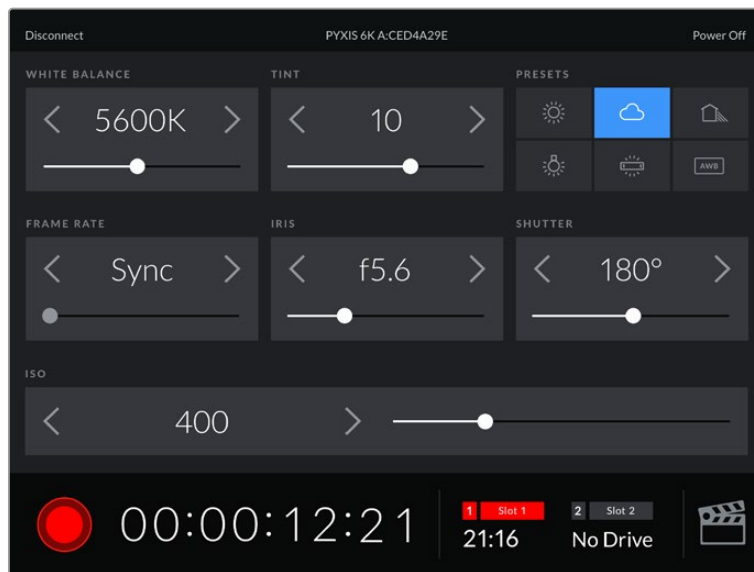 Disconnect PYXIS 6K A:CED4A29E Power Off
WHITE BALANCE TINT PRESETS
5600K 10
AWB
FRAME RATE IRIS SHUTTER
Sync f5.6 180°
ISO
400
00:00:12:21
1 Slot 1 2 Slot 2
21:16 No Drive